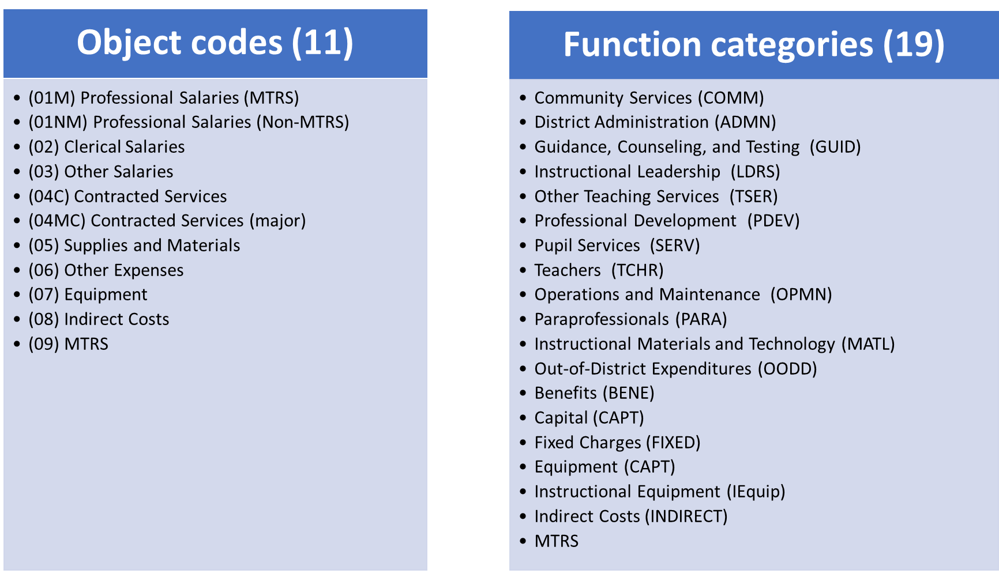 Object codes (11)
• (01M) Professional Salaries (MTRS)
• (01NM) Professional Salaries (Non-MTRS)
• (02) Clerical Salaries
• (03) Other Salaries
• (04C) Contracted Services
• (04MC) Contracted Services (major)
• (05) Supplies and Materials
• (06) Other Expenses
• (07) Equipment
• (08) Indirect Costs
• (09) MTRS
Function categories (19)
• Community Services (COMM)
• District Administration (ADMN)
• Guidance, Counseling, and Testing (GUID)
• Instructional Leadership (LDRS)
• Other Teaching Services (TSER)
• Professional Development (PDEV)
• Pupil Services (SERV)
• Teachers (TCHR)
• Operations and Maintenance (OPMN)
• Paraprofessionals (PARA)
• Instructional Materials and Technology (MATL)
• Out-of-District Expenditures (OODD)
• Benefits (BENE)
• Capital (CAPT)
• Fixed Charges (FIXED)
• Equipment (CAPT)
• Instructional Equipment (IEquip)
• Indirect Costs (INDIRECT)
• MTRS